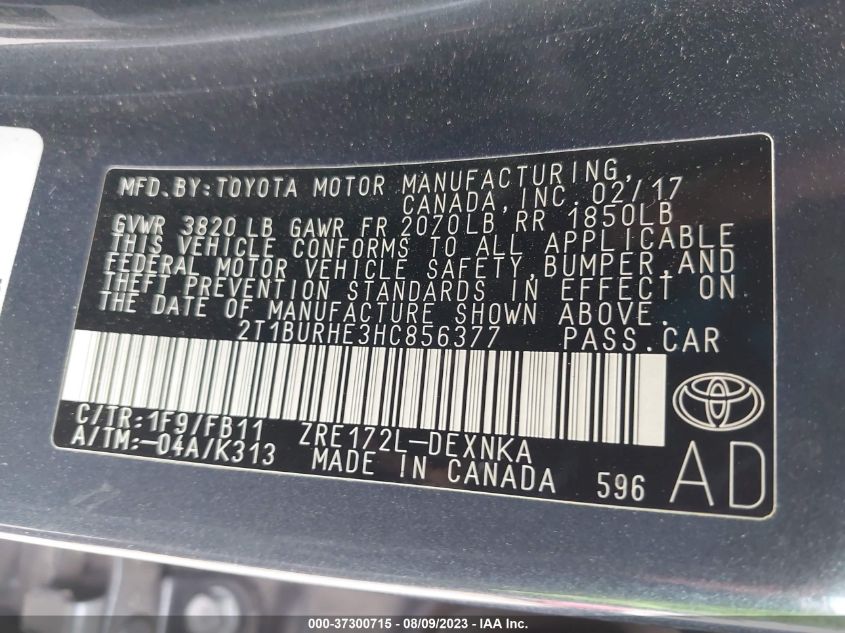 MFD.BY:TOYOTA MOTOR MANUFACTURING,
CANADA,INC. 02/17
GVWR 3820 LB GAWR FR 2070LB RR 1850LB
THIS VEHICLE CONFORMS TO ALL APPLICABLE
FEDERAL MOTOR VEHICLE SAFETY,BUMPER,AND
THEFT PREVENTION STANDARDS IN EFFECT ON
THE DATE OF MANUFACTURE SHOWN ABOVE.
2T1BURHE3HC856377 PASS.CAR
C/TR:1F9/FB11 ZRE172L-DEXNKA
A/TM:-04A/K313 MADE IN CANADA 596 AD
000-37300715 - 08/09/2023 - IAA Inc.